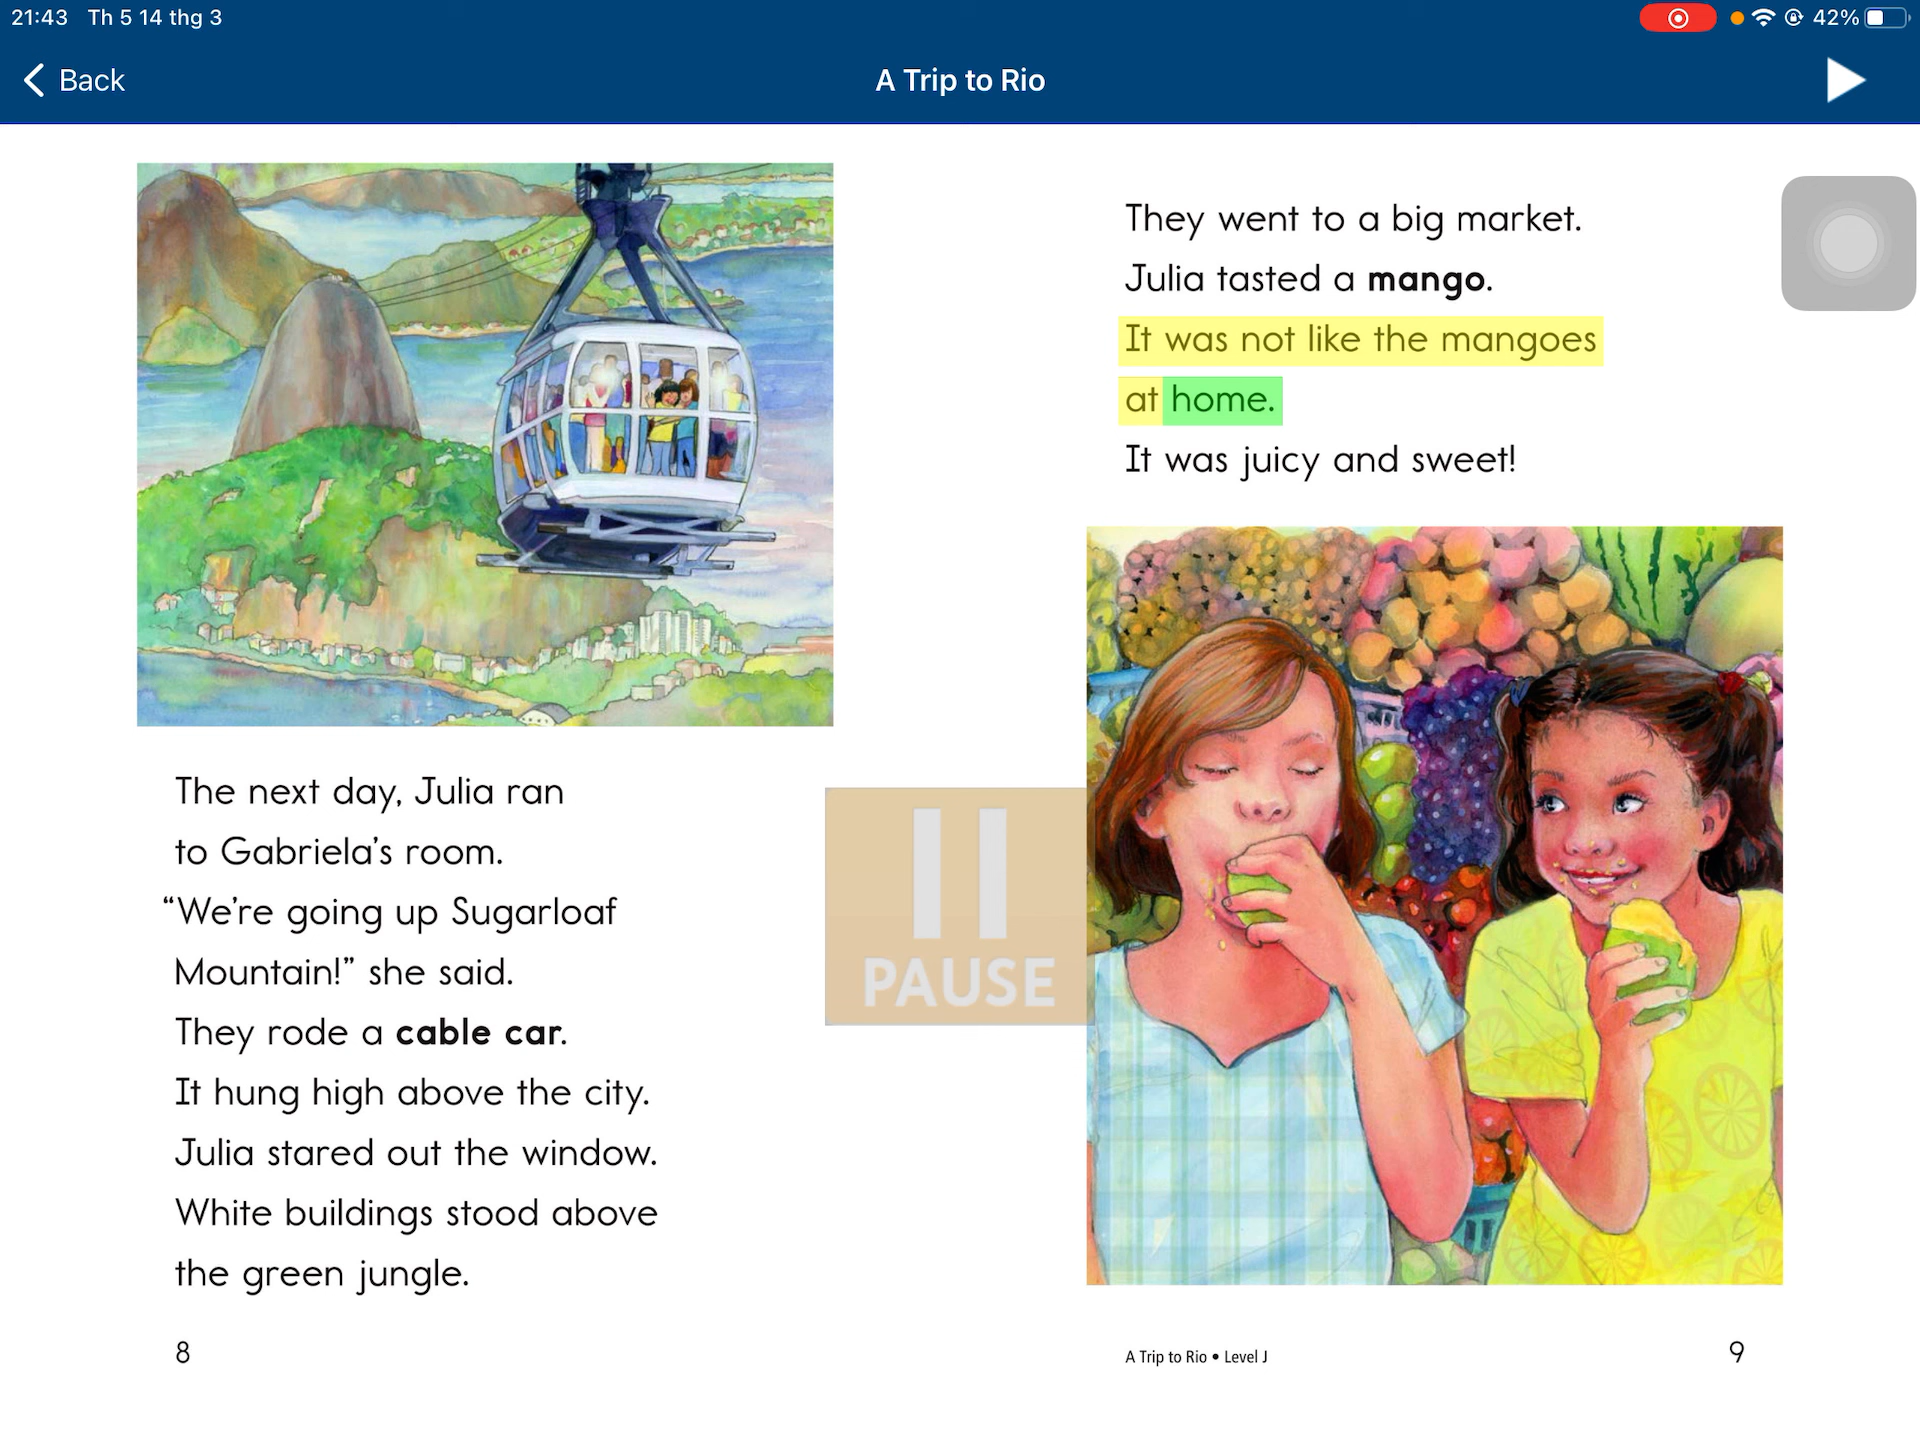 21:43 Th 5 14 thg 3
42%
Back
A Trip to Rio
The next day, Julia ran
to Gabriela's room.
“We're going up Sugarloaf
Mountain!” she said.
They rode a cable car.
It hung high above the city.
Julia stared out the window.
White buildings stood above
the green jungle.
8
PAUSE
They went to a big market.
Julia tasted a mango.
It was not like the mangoes
at home.
It was juicy and sweet!
A Trip to Rio • Level J
9